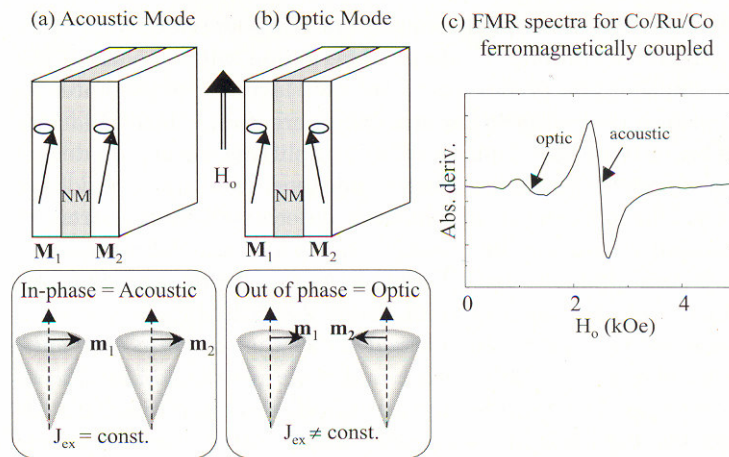 (a) Acoustic Mode
(b) Optic Mode
(c) FMR spectra for Co/Ru/Co
ferromagnetically coupled
NM
M₁ M₂
Hₒ
NM
M₁ M₂
optic
acoustic
Abs. deriv.
0 2 4
Hₒ (kOe)
In-phase = Acoustic
m₁
m₂
Jₑₓ = const.
Out of phase = Optic
m₁
m₂
Jₑₓ ≠ const.